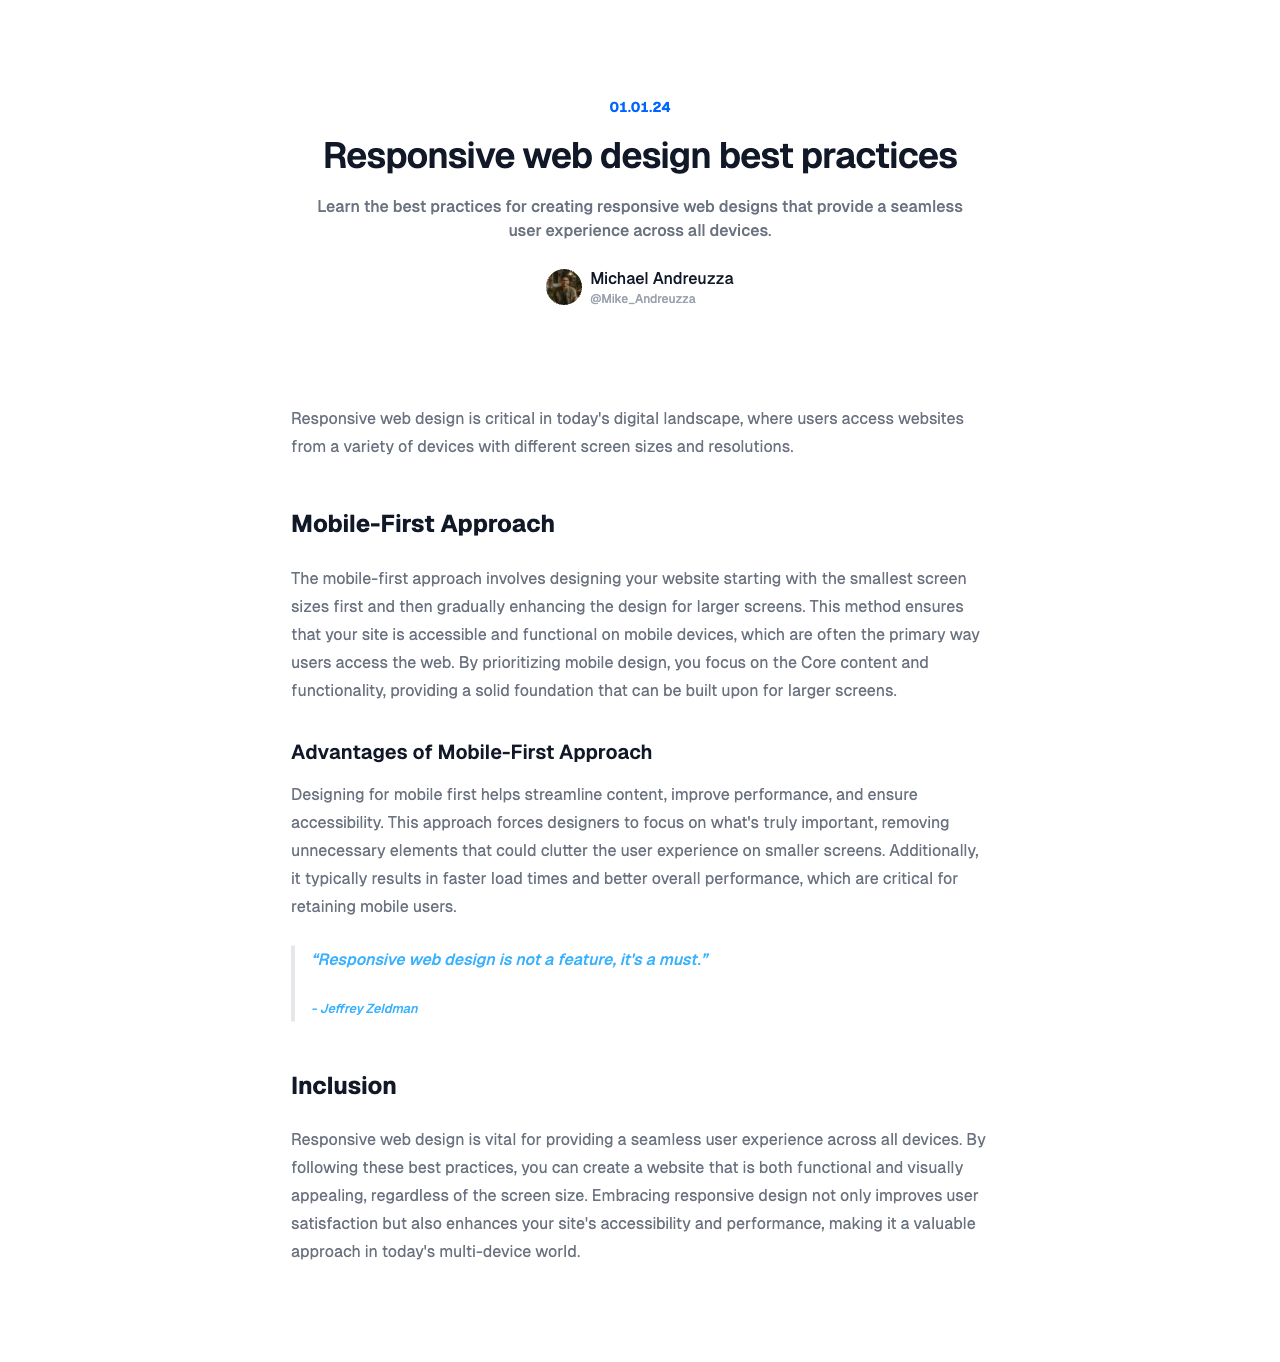 01.01.24
Responsive web design best practices
Learn the best practices for creating responsive web designs that provide a seamless
user experience across all devices.
Michael Andreuzza
@Mike_Andreuzza
Responsive web design is critical in today's digital landscape, where users access websites
from a variety of devices with different screen sizes and resolutions.
Mobile-First Approach
The mobile-first approach involves designing your website starting with the smallest screen
sizes first and then gradually enhancing the design for larger screens. This method ensures
that your site is accessible and functional on mobile devices, which are often the primary way
users access the web. By prioritizing mobile design, you focus on the Core content and
functionality, providing a solid foundation that can be built upon for larger screens.
Advantages of Mobile-First Approach
Designing for mobile first helps streamline content, improve performance, and ensure
accessibility. This approach forces designers to focus on what's truly important, removing
unnecessary elements that could clutter the user experience on smaller screens. Additionally,
it typically results in faster load times and better overall performance, which are critical for
retaining mobile users.
“Responsive web design is not a feature, it's a must.”
- Jeffrey Zeldman
Inclusion
Responsive web design is vital for providing a seamless user experience across all devices. By
following these best practices, you can create a website that is both functional and visually
appealing, regardless of the screen size. Embracing responsive design not only improves user
satisfaction but also enhances your site's accessibility and performance, making it a valuable
approach in today's multi-device world.